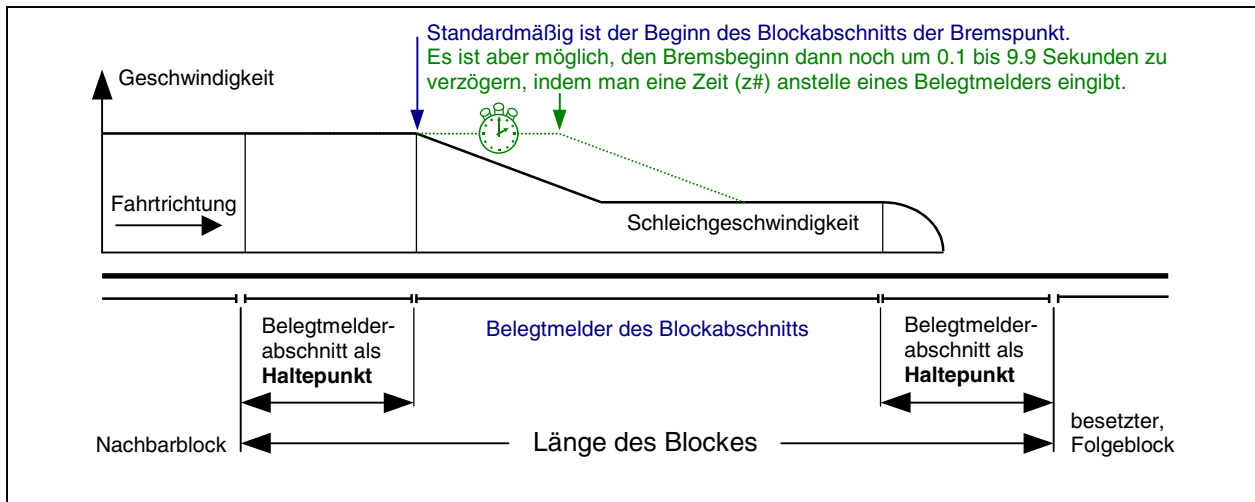 Standardmäßig ist der Beginn des Blockabschnitts der Bremspunkt.
Es ist aber möglich, den Bremsbeginn dann noch um 0.1 bis 9.9 Sekunden zu
verzögern, indem man eine Zeit (z#) anstelle eines Belegtmelders eingibt.
Geschwindigkeit
Fahrtrichtung
Schleichgeschwindigkeit
Belegtmelder-
abschnitt als
Haltepunkt
Belegtmelder des Blockabschnitts
Belegtmelder-
abschnitt als
Haltepunkt
Nachbarblock
Länge des Blockes
besetzter,
Folgeblock